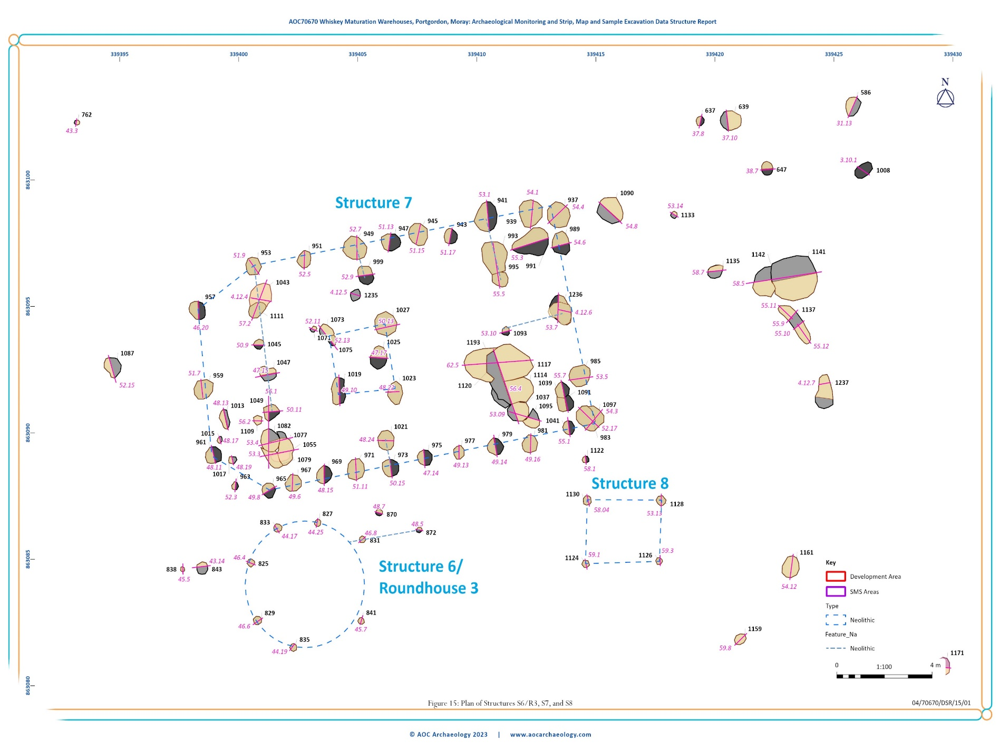 AOC70670 Whiskey Maturation Warehouses, Portgordon, Moray: Archaeological Monitoring and Strip, Map and Sample Excavation Data Structure Report
339395 339400 339405 339410 339415 339420 339425 339430
N
586
762 637 639
43.3 31.13
37.8 37.10
3.10.1
863100 38.7 647 1008
53.1 54.1 1090
Structure 7 941 937
54.4 53.14
1133
939
52.7 51.13 947 945 943 54.8
949 989
951 993 54.6
51.15 51.17
953 55.3
51.9 1142 1141
999 995 991 1135
52.5 52.9 58.7
1043 58.5
4.12.5 1235 55.5 1236
957 4.12.4
863095 1027 55.11 1137
57.2 1111 4.12.6
52.11 1073 50.13 55.9
46.20 53.7
53.10 1093 55.10
1071 52.13
50.9 1045 1075 1025 1193 55.12
1087 47.17
1047 62.5 1117 985
47.15
51.7 959 1019 1023 1114 55.7 53.5
52.15 1039 4.12.7 1237
1120
56.1 49.10 48.22 56.4 1091
1037
48.13 1013 1049 1095 1097
50.11 53.09 54.3
56.2 1041
1109 1082 1021 52.17
863090 1015 48.17 1077 48.24 977 979 981 55.1 983
961 53.4 1055 975
53.3 1122
971 973
48.11 48.19 1079 969 49.13 49.14 49.16 58.1
1017 963 965 967 47.14
Structure 8
52.3 49.8 49.6 48.15 51.11 50.15
1130 1128
48.7 58.04 53.13
870
833 827
48.5
44.17 44.25 46.8 831 872
863085 46.4 825 1124 59.1 1126 59.3 1161
838 43.14 843 Structure 6/
Roundhouse 3
45.5 54.12
Key
Development Area
SMS Areas
Type
829 841 Neolithic
46.6 45.7 1159
Feature_Na
835 59.8 Neolithic
44.19 1171
0 1:100 4 m
863080
Figure 15: Plan of Structures S6/R3, S7, and S8 04/70670/DSR/15/01
© AOC Archaeology 2023 | www.aocarchaeology.com